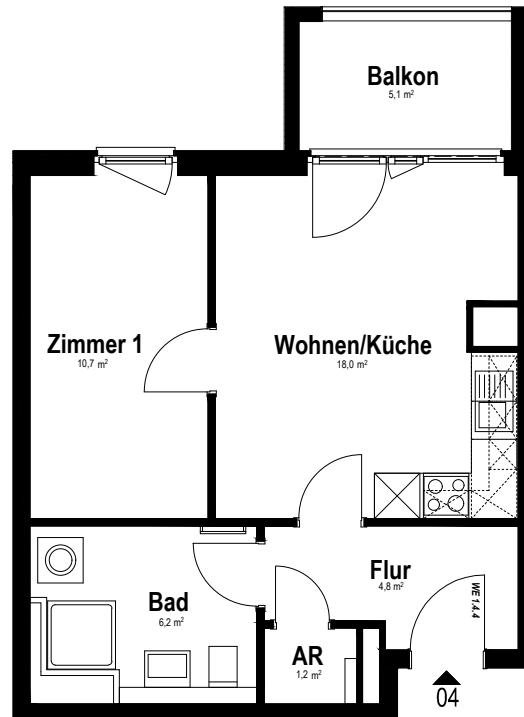 Balkon
5,1 m²
Zimmer 1
10,7 m²
Wohnen/Küche
18,0 m²
Flur
4,8 m²
WE 1.4.4
Bad
6,2 m²
AR
1,2 m²
04